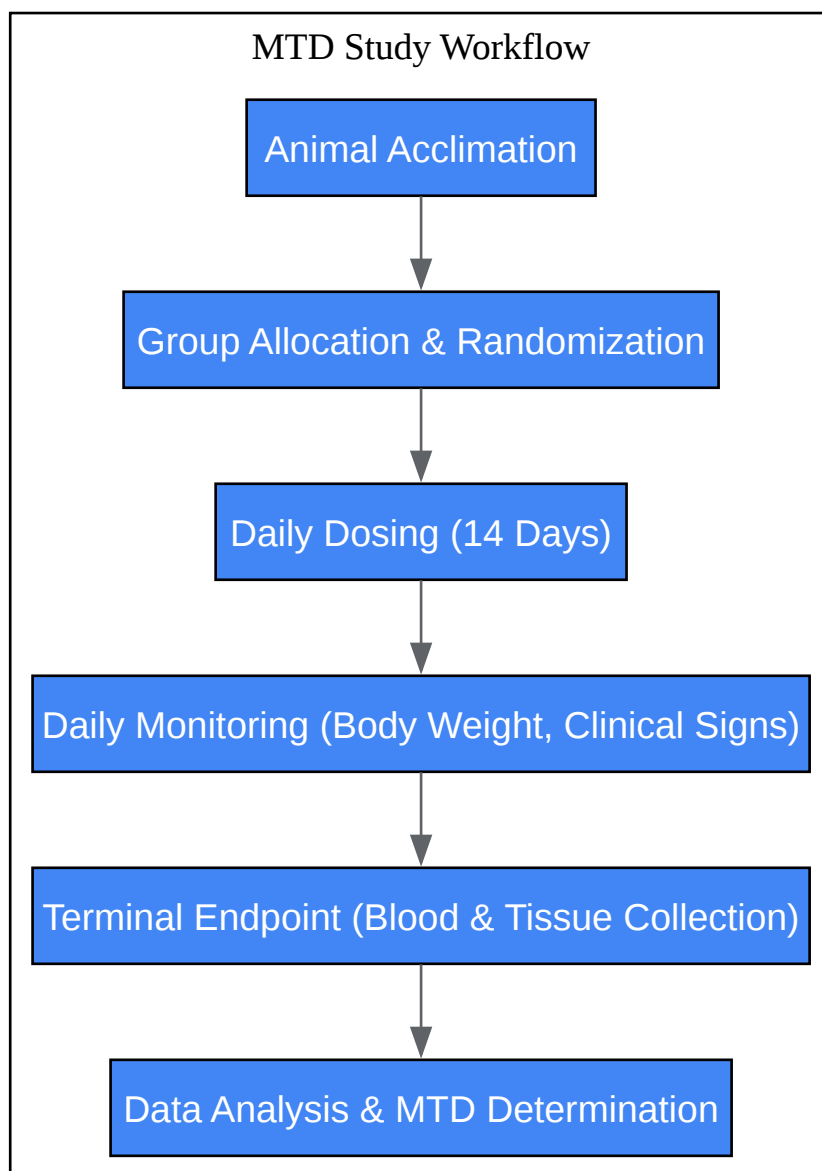 MTD Study Workflow
Animal Acclimation
Group Allocation & Randomization
Daily Dosing (14 Days)
Daily Monitoring (Body Weight, Clinical Signs)
Terminal Endpoint (Blood & Tissue Collection)
Data Analysis & MTD Determination